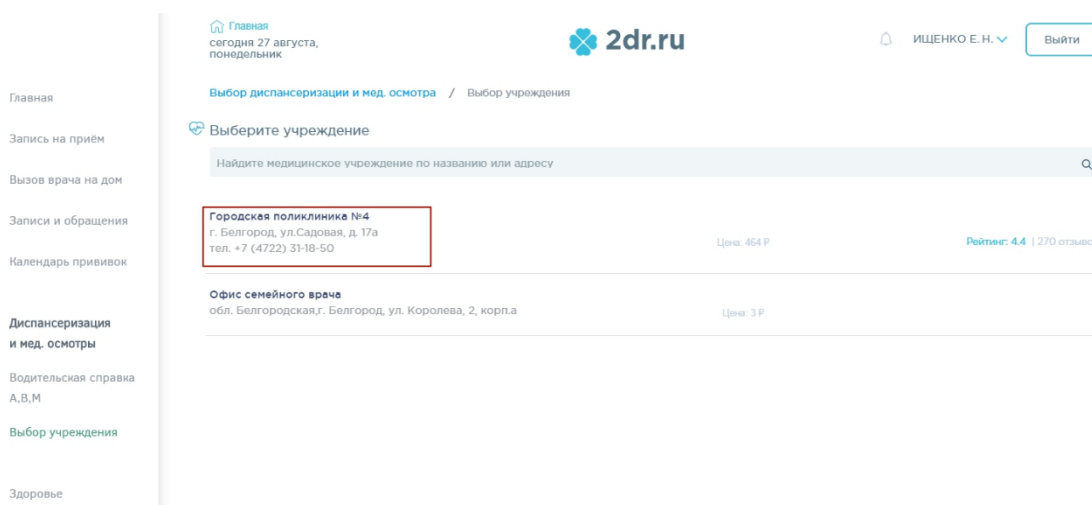 Главная
сегодня 27 августа,
понедельник
2dr.ru
ИЩЕНКО Е. Н.
Выйти
Главная
Запись на приём
Вызов врача на дом
Записи и обращения
Календарь прививок
Диспансеризация
и мед. осмотры
Водительская справка
А,В,М
Выбор учреждения
Здоровье
Выбор диспансеризации и мед. осмотра / Выбор учреждения
Выберите учреждение
Найдите медицинское учреждение по названию или адресу
Городская поликлиника №4
г. Белгород, ул.Садовая, д. 17а
тел. +7 (4722) 31-18-50
Цена: 464 ₽
Рейтинг: 4.4 | 270 отзыво
Офис семейного врача
обл. Белгородская,г. Белгород, ул. Королева, 2, корп.а
Цена: 3 ₽